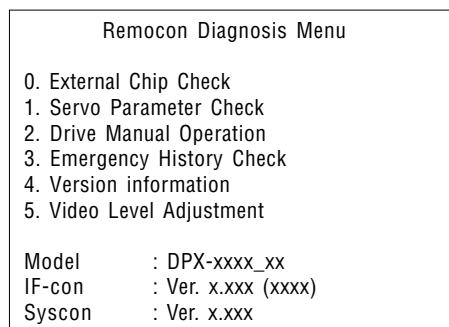 Remocon Diagnosis Menu
0. External Chip Check
1. Servo Parameter Check
2. Drive Manual Operation
3. Emergency History Check
4. Version information
5. Video Level Adjustment
Model : DPX-xxxx_xx
IF-con : Ver. x.xxx (xxxx)
Syscon : Ver. x.xxx